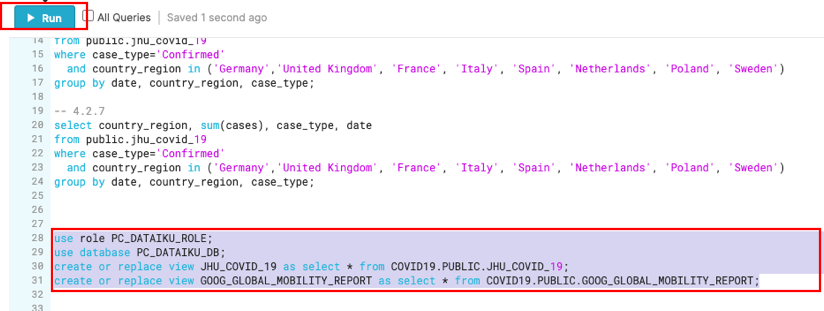 Run All Queries Saved 1 second ago
14 from public.jhu_covid_19
15 where case_type='Confirmed'
16 and country_region in ('Germany','United Kingdom', 'France', 'Italy', 'Spain', 'Netherlands', 'Poland', 'Sweden')
17 group by date, country_region, case_type;
18
19 -- 4.2.7
20 select country_region, sum(cases), case_type, date
21 from public.jhu_covid_19
22 where case_type='Confirmed'
23 and country_region in ('Germany','United Kingdom', 'France', 'Italy', 'Spain', 'Netherlands', 'Poland', 'Sweden')
24 group by date, country_region, case_type;
25
26
27
28 use role PC_DATAIKU_ROLE;
29 use database PC_DATAIKU_DB;
30 create or replace view JHU_COVID_19 as select * from COVID19.PUBLIC.JHU_COVID_19;
31 create or replace view GOOG_GLOBAL_MOBILITY_REPORT as select * from COVID19.PUBLIC.GOOG_GLOBAL_MOBILITY_REPORT;
32
33